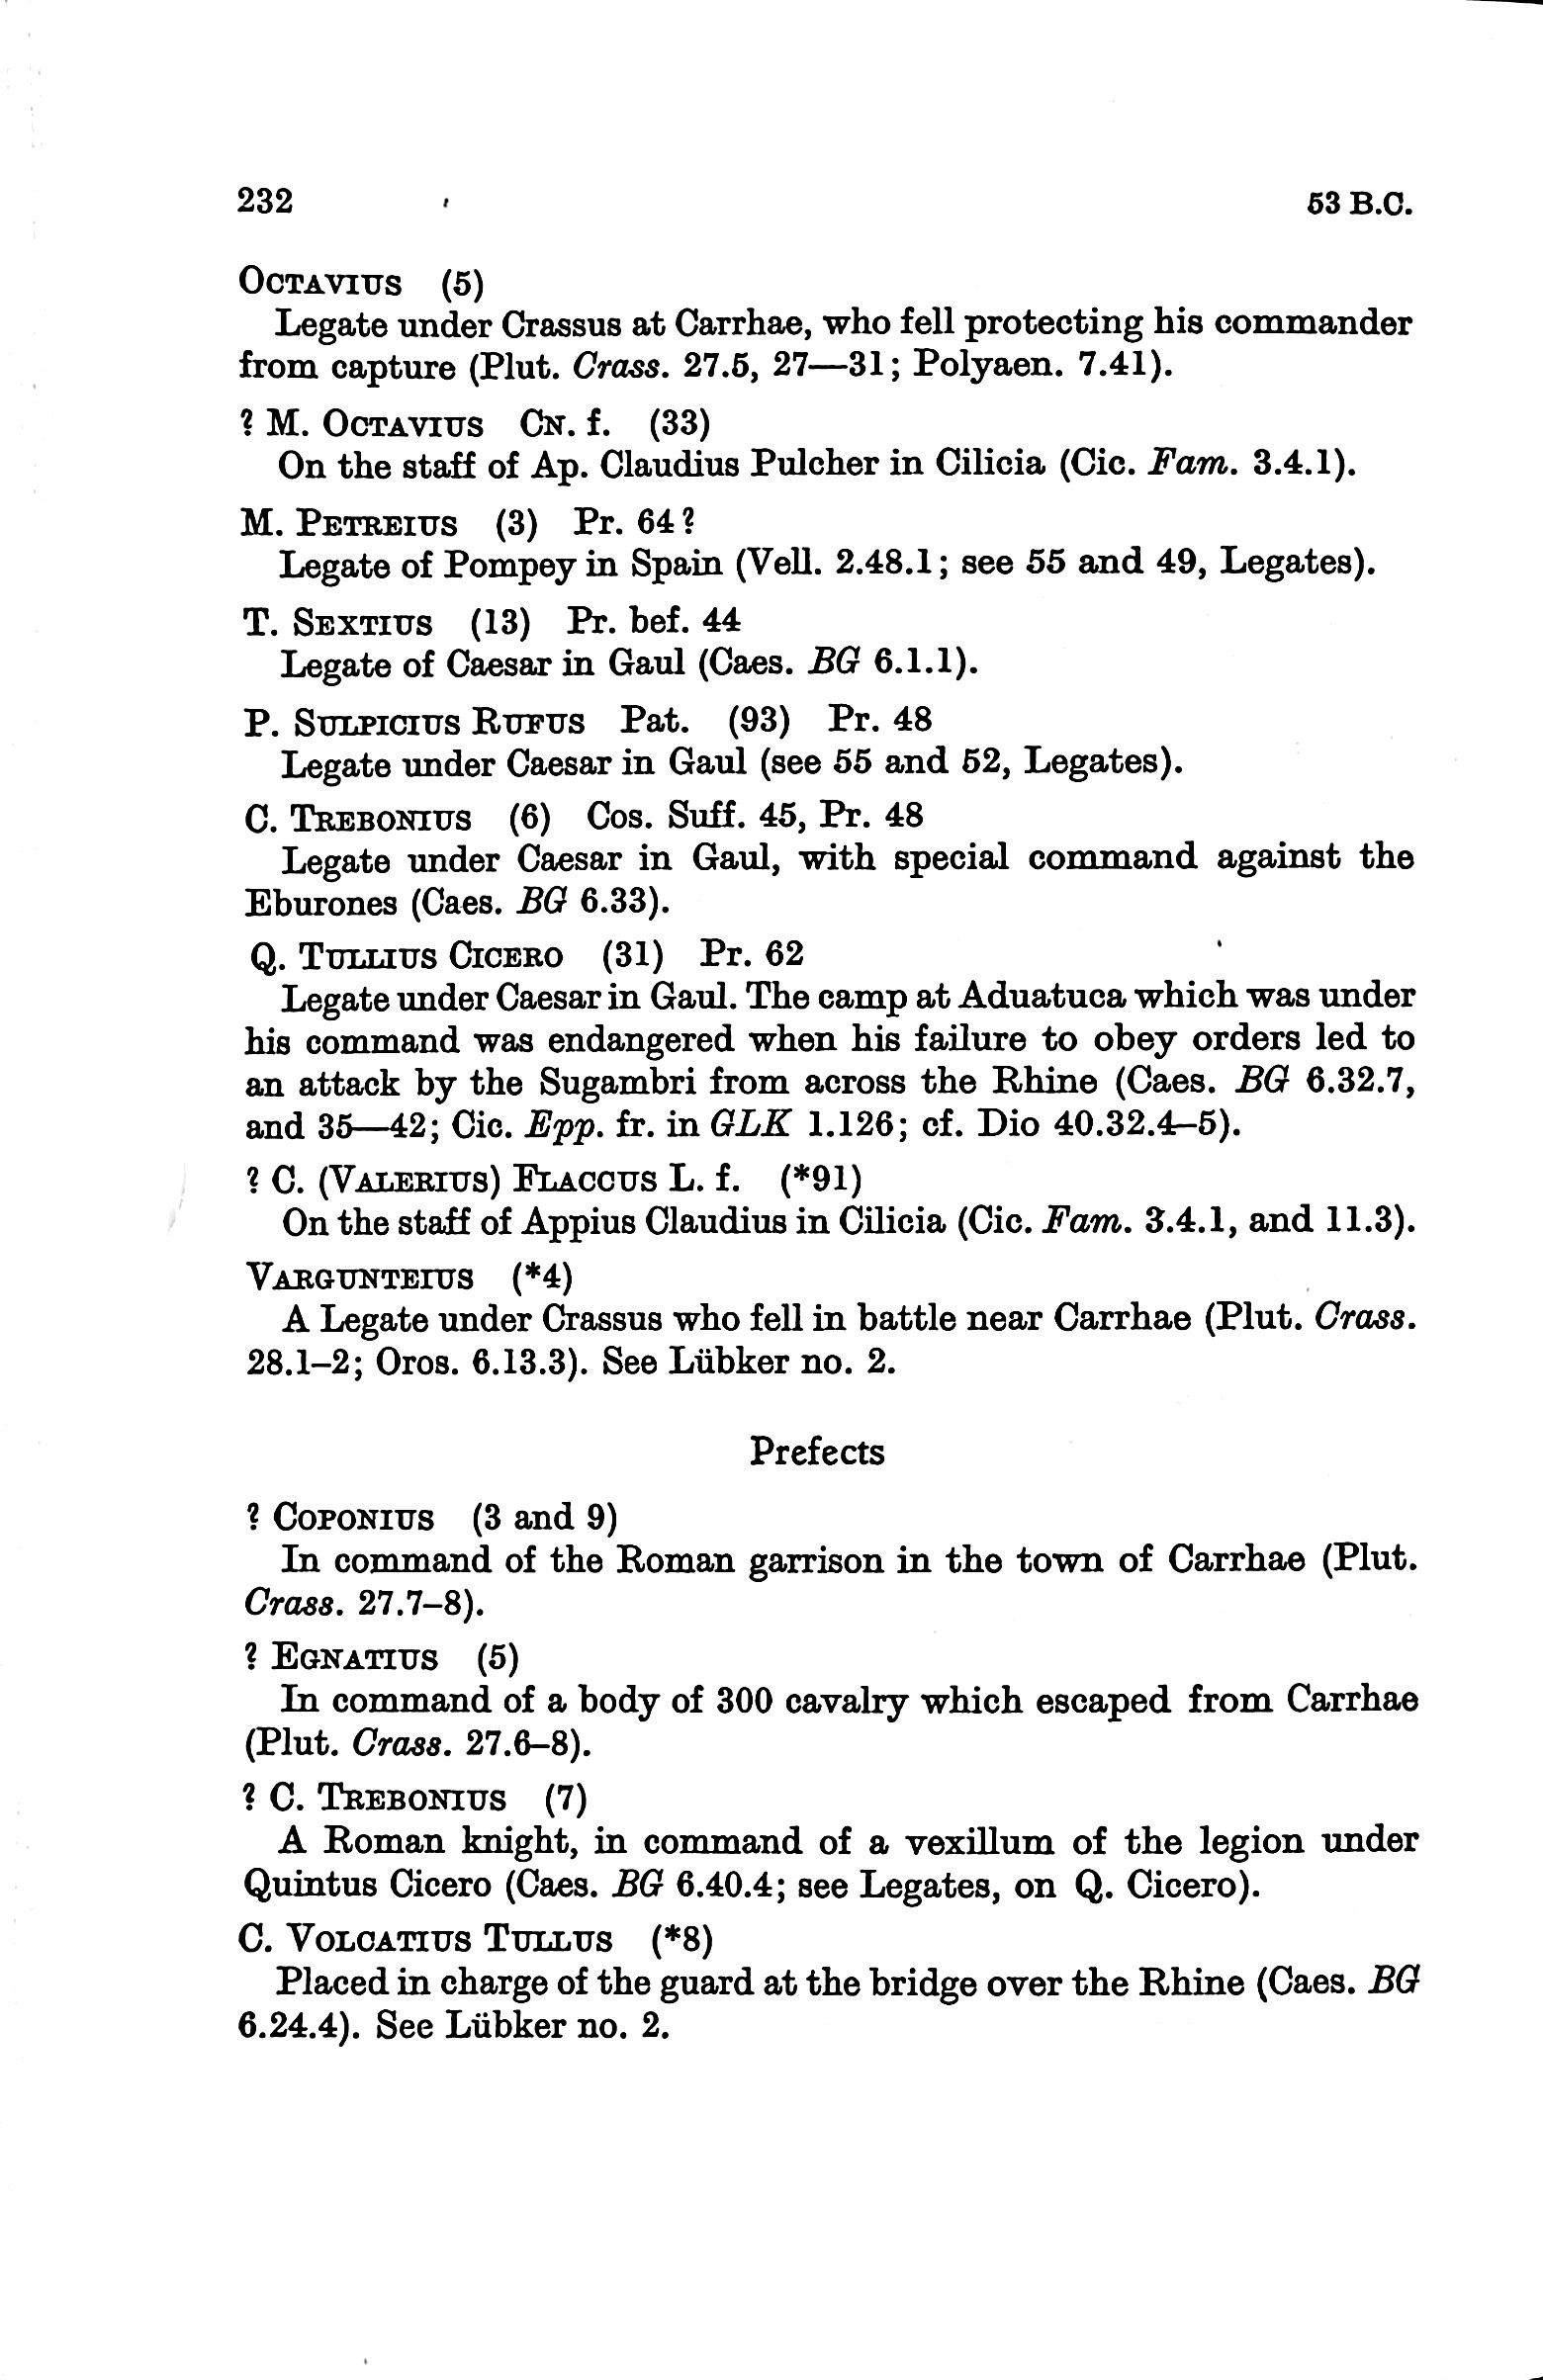 232 53 B.C.
OCTAVIUS (5)
Legate under Crassus at Carrhae, who fell protecting his commander
from capture (Plut. Crass. 27.5, 27—31; Polyaen. 7.41).
? M. OCTAVIUS CN. f. (33)
On the staff of Ap. Claudius Pulcher in Cilicia (Cic. Fam. 3.4.1).
M. PETREIUS (3) Pr. 64?
Legate of Pompey in Spain (Vell. 2.48.1; see 55 and 49, Legates).
T. SEXTIUS (13) Pr. bef. 44
Legate of Caesar in Gaul (Caes. BG 6.1.1).
P. SULPICIUS RUFUS Pat. (93) Pr. 48
Legate under Caesar in Gaul (see 55 and 52, Legates).
C. TREBONIUS (6) Cos. Suff. 45, Pr. 48
Legate under Caesar in Gaul, with special command against the
Eburones (Caes. BG 6.33).
Q. TULLIUS CICERO (31) Pr. 62
Legate under Caesar in Gaul. The camp at Aduatuca which was under
his command was endangered when his failure to obey orders led to
an attack by the Sugambri from across the Rhine (Caes. BG 6.32.7,
and 35—42; Cic. Epp. fr. in GLK 1.126; cf. Dio 40.32.4–5).
? C. (VALERIUS) FLACCUS L. f. (*91)
On the staff of Appius Claudius in Cilicia (Cic. Fam. 3.4.1, and 11.3).
VARGUNTEIUS (*4)
A Legate under Crassus who fell in battle near Carrhae (Plut. Crass.
28.1–2; Oros. 6.13.3). See Lübker no. 2.
Prefects
? COPONIUS (3 and 9)
In command of the Roman garrison in the town of Carrhae (Plut.
Crass. 27.7–8).
? EGNATIUS (5)
In command of a body of 300 cavalry which escaped from Carrhae
(Plut. Crass. 27.6–8).
? C. TREBONIUS (7)
A Roman knight, in command of a vexillum of the legion under
Quintus Cicero (Caes. BG 6.40.4; see Legates, on Q. Cicero).
C. VOLCATIUS TULLUS (*8)
Placed in charge of the guard at the bridge over the Rhine (Caes. BG
6.24.4). See Lübker no. 2.